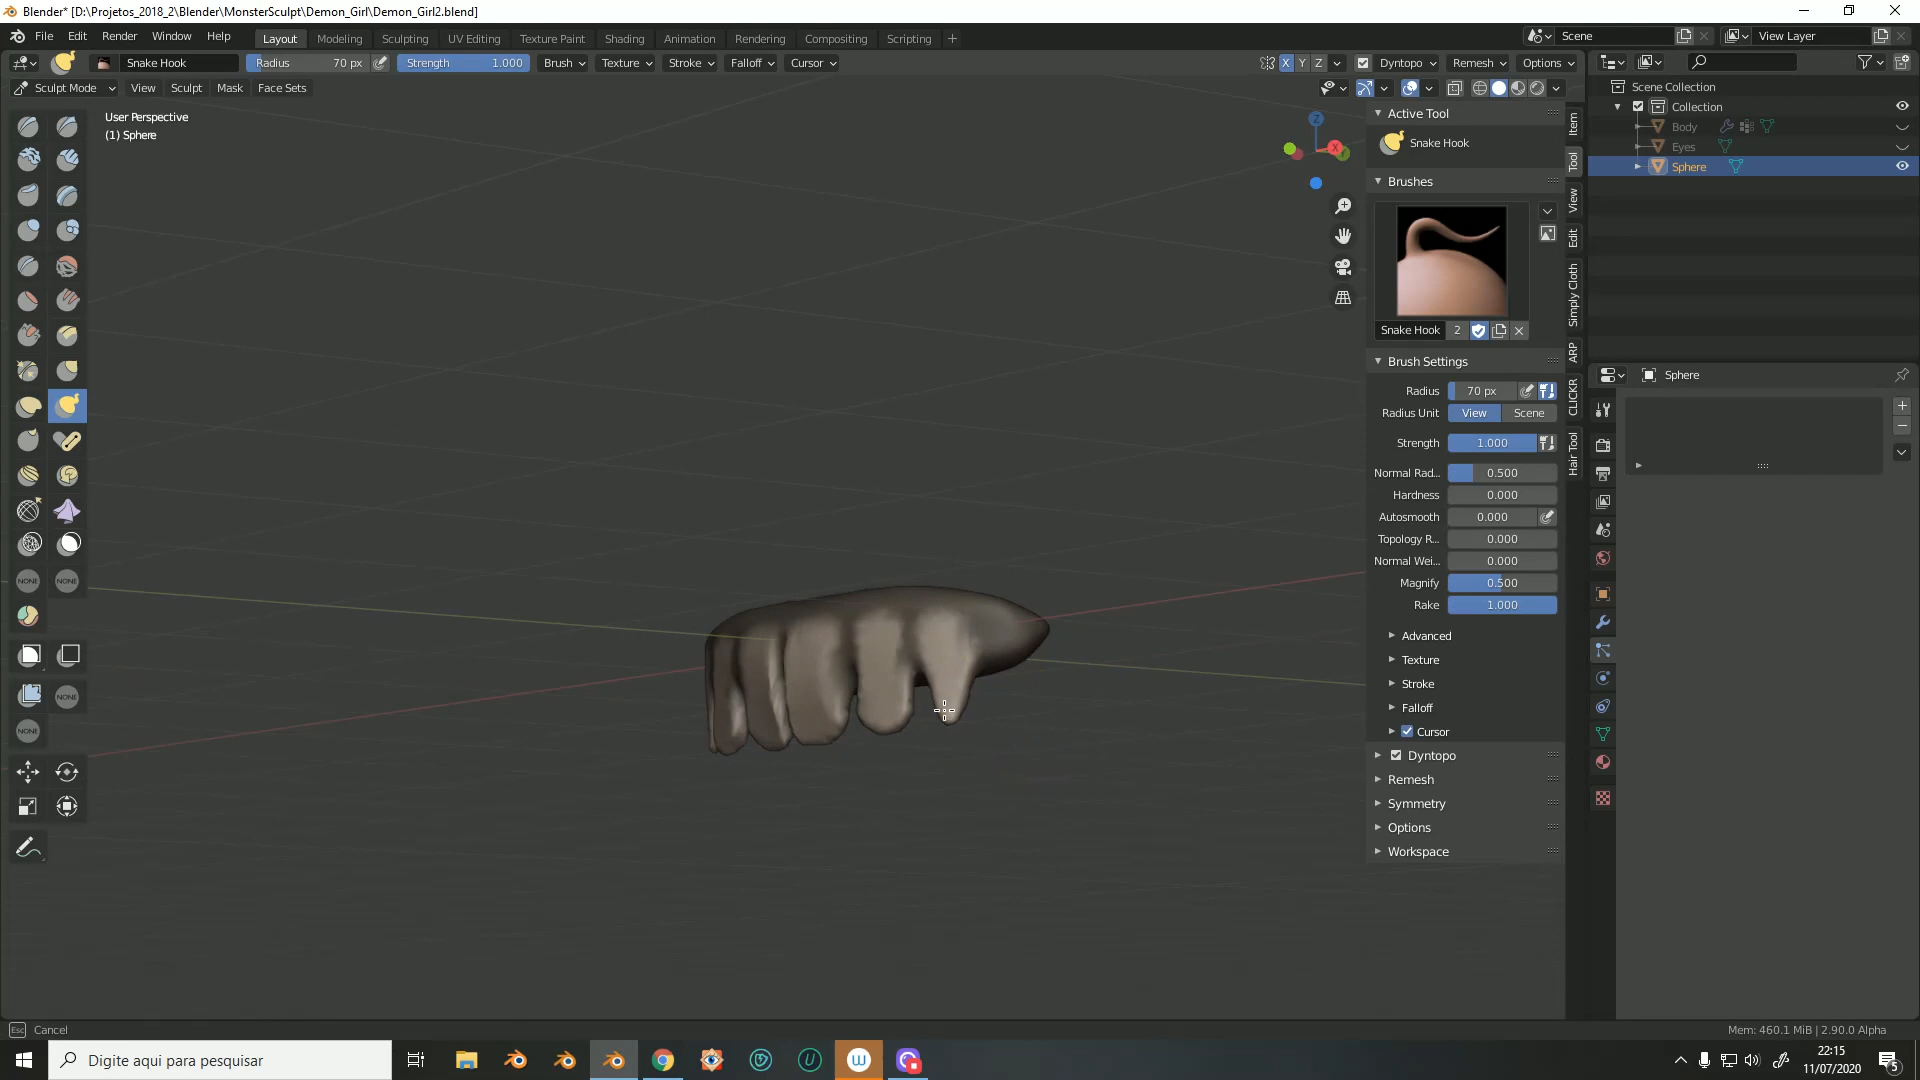 Blender* [D:\Projetos_2018_2\Blender\MonsterSculpt\Demon_Girl\Demon_Girl2.blend]
File Edit Render Window Help Layout Modeling Sculpting UV Editing Texture Paint Shading Animation Rendering Compositing Scripting Scene View Layer
Snake Hook Radius 70 px Strength 1.000 Brush Texture Stroke Falloff Cursor X Y Z Dyntopo Remesh Options
Sculpt Mode View Sculpt Mask Face Sets
User Perspective
(1) Sphere
Z
X
Y
Active Tool
Snake Hook
Brushes
Snake Hook 2
Brush Settings
Radius 70 px
Radius Unit View Scene
Strength 1.000
Normal Rad... 0.500
Hardness 0.000
Autosmooth 0.000
Topology R... 0.000
Normal Wei... 0.000
Magnify 0.500
Rake 1.000
Advanced
Texture
Stroke
Falloff
Cursor
Dyntopo
Remesh
Symmetry
Options
Workspace
Item
Tool
View
Edit
Simply Cloth
ARP
CLICKR
Hair Tool
Scene Collection
Collection
Body
Eyes
Sphere
Sphere
NONE NONE
NONE
NONE
Esc Cancel
Mem: 460.1 MiB | 2.90.0 Alpha
Digite aqui para pesquisar
22:15
11/07/2020
5